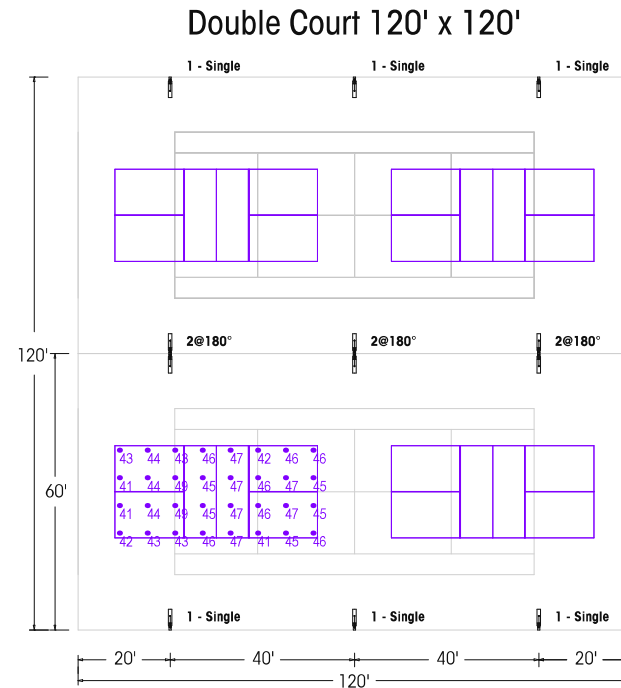 Double Court 120' x 120'
1 - Single 1 - Single 1 - Single
2@180° 2@180° 2@180°
120'
43 44 43 46 47 42 46 46
41 44 49 45 47 46 47 45
60'
41 44 49 45 47 46 47 45
42 43 43 46 47 41 45 46
1 - Single 1 - Single 1 - Single
20' 40' 40' 20'
120'